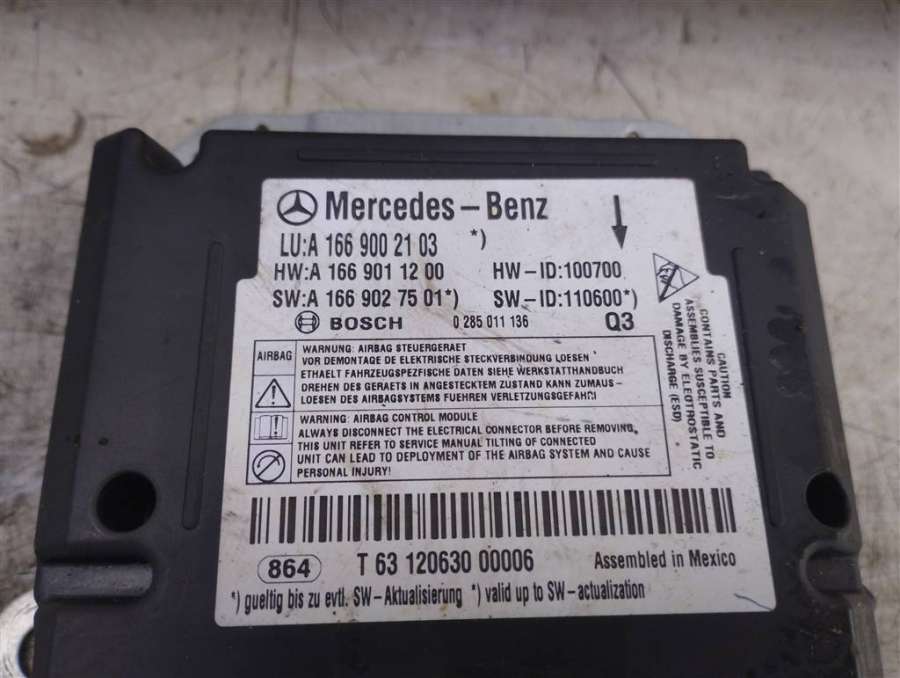 Mercedes-Benz
LU:A 166 900 21 03 *)
HW:A 166 901 12 00 HW-ID:100700
SW:A 166 902 75 01*) SW-ID:110600*)
BOSCH 0 285 011 136 Q3
AIRBAG
WARNING: AIRBAG STEUERGERAET
VOR DEMONTAGE DE ELEKTRISCHE STECKVERBINDUNG LOESEN
ETHAELT FAHRZEUGSPEZFISCHE DATEN SIEHE WERKSTATTHANDBUCH
DREHEN DES GERAETS IN ANGESTECKTEM ZUSTAND KANN ZUMAUS-
LOESEN DES AIRBAGSYSTEMS FUEHREN VERLETZUNGSGEFAHR!
WARNING: AIRBAG CONTROL MODULE
ALWAYS DISCONNECT THE ELECTRICAL CONNECTOR BEFORE REMOVING,
THIS UNIT REFER TO SERVICE MANUAL TILTING OF CONNECTED
UNIT CAN LEAD TO DEPLOYMENT OF THE AIRBAG SYSTEM AND CAUSE
PERSONAL INJURY!
CAUTION
CONTAINS PARTS AND
ASSEMBLIES SUSCEPTIBLE TO
DAMAGE BY ELEOTROSTATIC
DISCHARGE (ESD)
864 T 63 120630 00006 Assembled in Mexico
*) gueltig bis zu evtl. SW-Aktualisierung *) valid up to SW-actualization